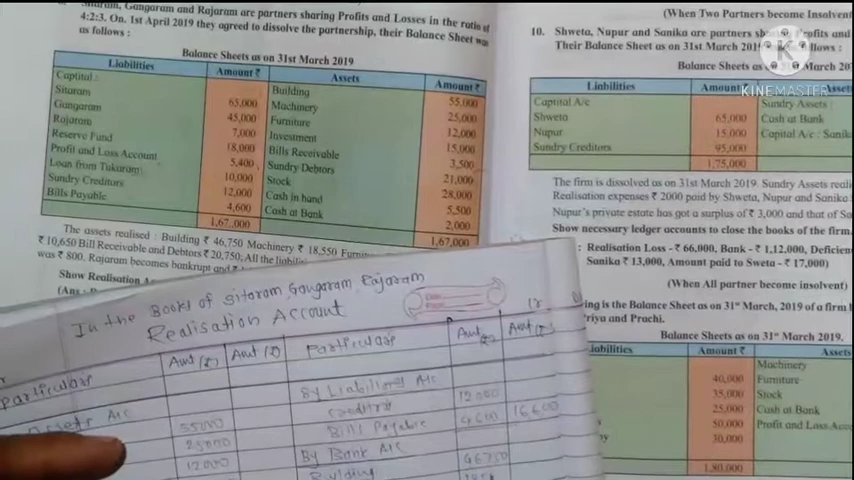 Sitaram, Gangaram and Rajaram are partners sharing Profits and Losses in the ratio of
4:2:3. On. 1st April 2019 they agreed to dissolve the partnership, their Balance Sheet was
as follows :
Balance Sheets as on 31st March 2019
Liabilities Amount ₹ Assets Amount ₹
Captital : Building 55,000
Sitaram 65,000 Machinery 25,000
Gangaram 45,000 Furniture 12,000
Rajaram 7,000 Investment 15,000
Reserve Fund 18,000 Bills Receivable 3,500
Profit and Loss Account 5,400 Sundry Debtors 21,000
Loan from Tukaram 10,000 Stock 28,000
Sundry Creditors 12,000 Cash in hand 5,500
Bills Payable 4,600 Cash at Bank 2,000
1,67,000 1,67,000
The assets realised : Building ₹ 46,750 Machinery ₹ 18,550
₹ 10,650 Bill Receivable and Debtors ₹ 20,750. All the
was ₹ 800. Rajaram becomes bankrupt and
Show Realisation
(Ans :
(When Two Partners become Insolvent
10. Shweta, Nupur and Sanika are partners
Their Balance Sheet as on 31st March
Balance Sheets as March
KINEMASTER
Liabilities Amount Assets
Captital A/c Sundry Assets
Shweto 65,000 Cash at Bank
Nupur 15,000 Capital A/c : Sanik
Sundry Creditors 95,000
1,75,000
The firm is dissolved as on 31st March 2019. Sundry Assets reali
Realisation expenses ₹ 2000 paid by Shweta, Nupur and Sanika
Nupur's private estate has got a surplus of ₹ 3,000 and that of Sa
Show necessary ledger accounts to close the books of the firm.
: Realisation Loss - ₹ 66,000, Bank - 1,12,000, Deficien
Sanika ₹ 13,000, Amount paid to Sweta - ₹ 17,000)
(When All partner become insolvent)
ing is the Balance Sheet as on 31st March, 2019 of a firm
riya and Prachi.
Balance Sheets as on 31st March 2019.
iabilities Amount ₹ Assets
Machinery
40,000 Furniture
35,000 Stock
25,000 Cash at Bank
50,000 Profit and Loss Acco
30,000
1,80,000
In the Books of Sitaram, Gangaram, Rajaram
Realisation Account
Particulars Amt (₹) Amt (₹) Particulars Amt (₹) Amt (₹)
Assets A/c By Liabilities A/c
55000 creditors 12000
25000 Bills Payable 4600 16600
12000 By Bank A/c
Building 46750